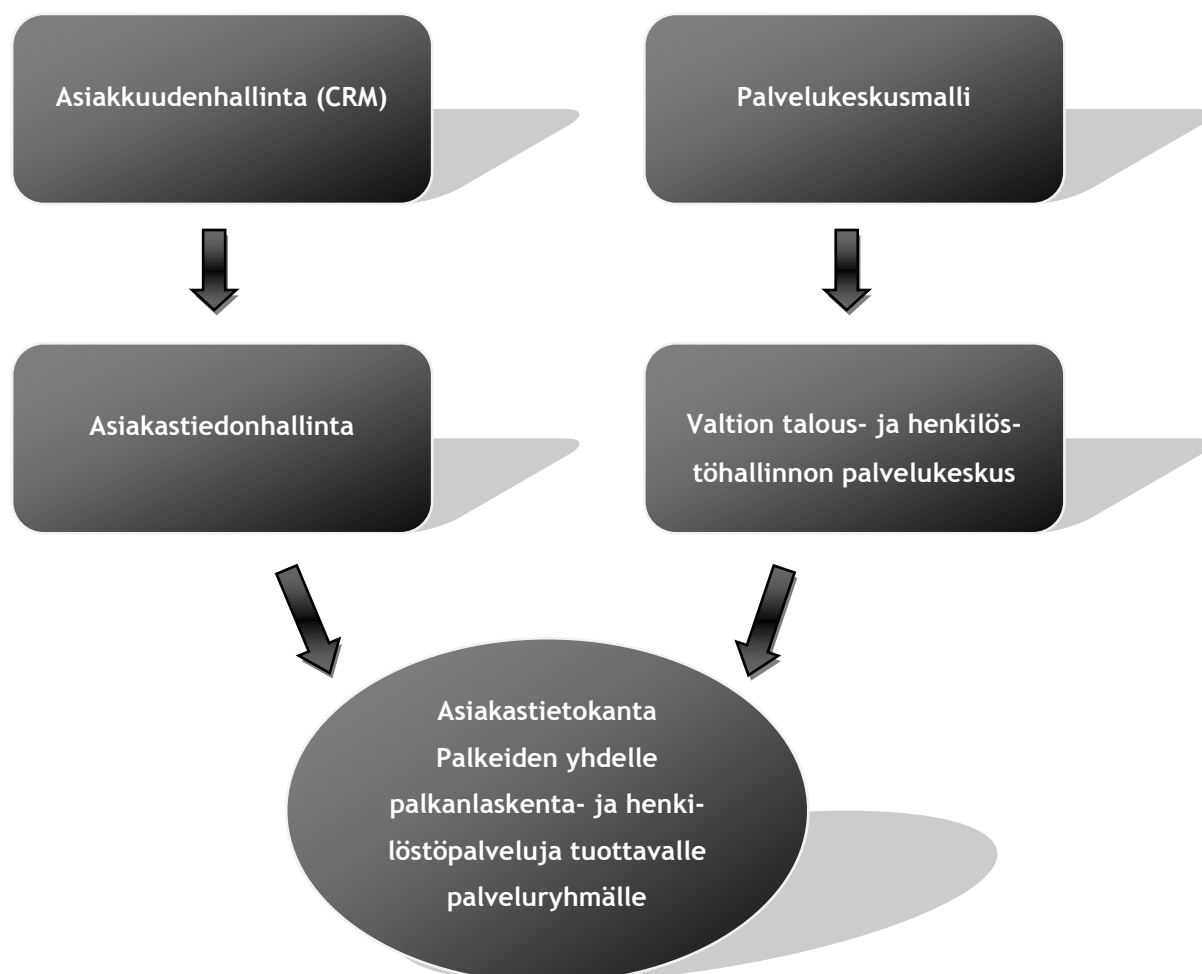 Asiakkuudenhallinta (CRM)
Palvelukeskusmalli
Asiakastiedonhallinta
Valtion talous- ja henkilös-
töhallinnon palvelukeskus
Asiakastietokanta
Palkeiden yhdelle
palkanlaskenta- ja henki-
löstöpalveluja tuottavalle
palveluryhmälle